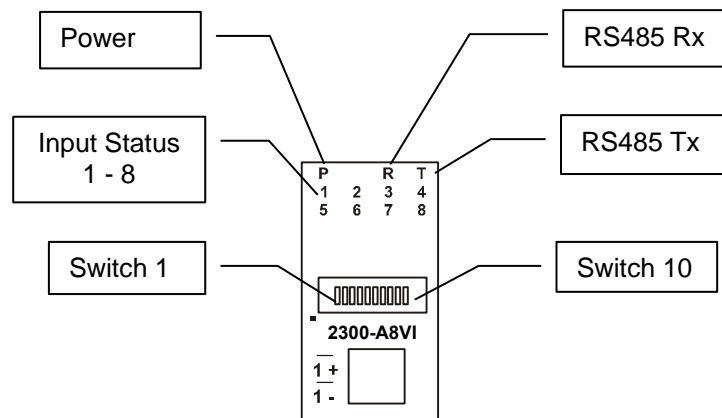 Power
RS485 Rx
Input Status
1 - 8
RS485 Tx
P R T
1 2 3 4
5 6 7 8
Switch 1
Switch 10
2300-A8VI
1 +
1 -